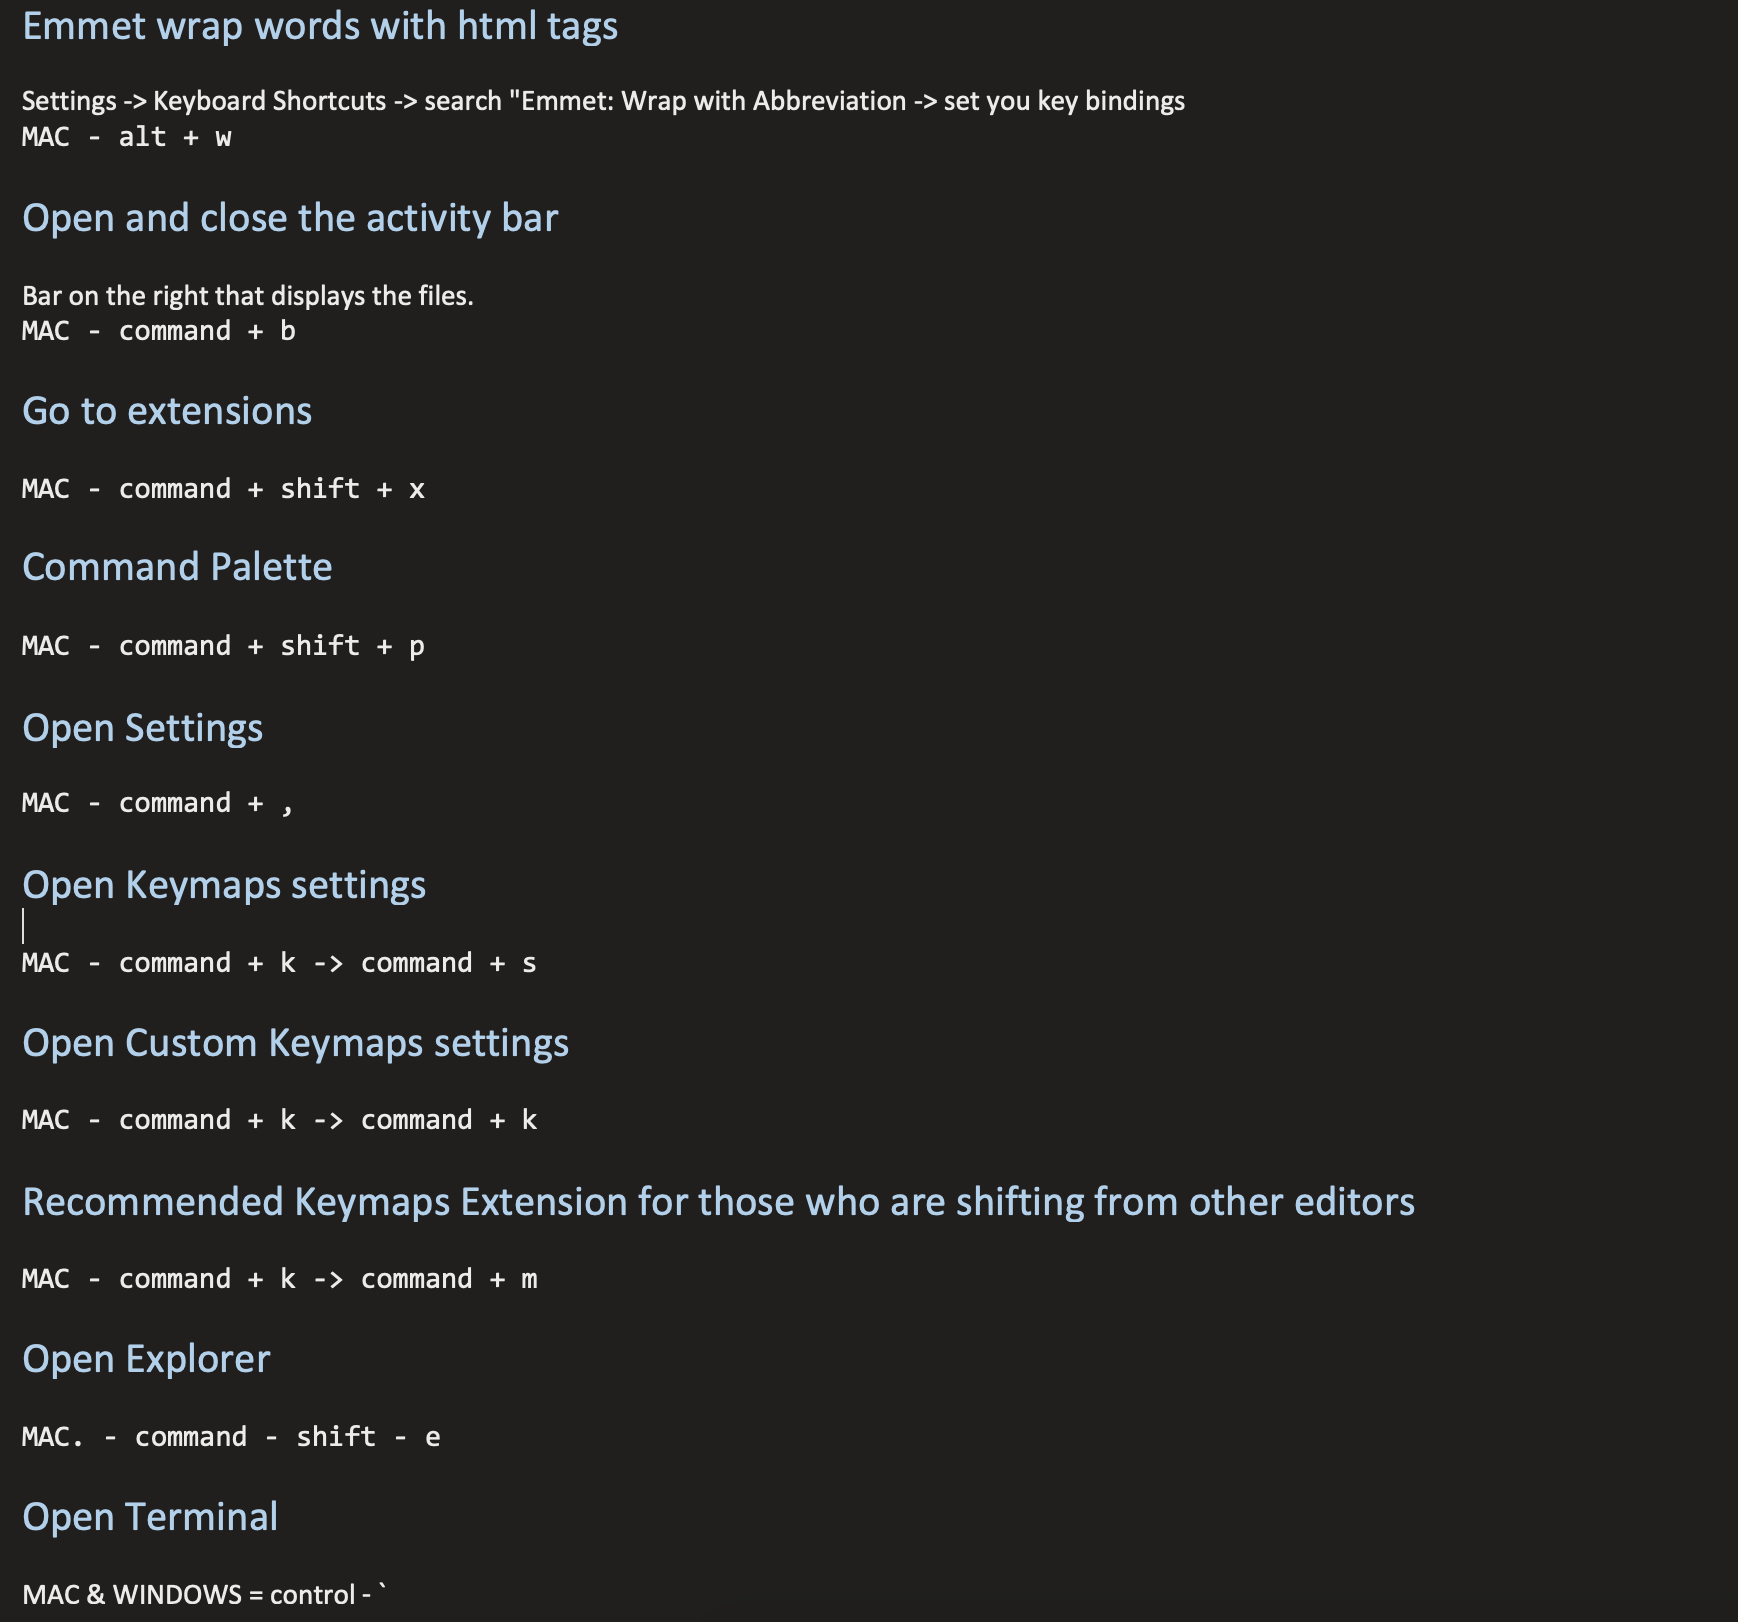 Emmet wrap words with html tags
Settings -> Keyboard Shortcuts -> search "Emmet: Wrap with Abbreviation -> set you key bindings
MAC - alt + w
Open and close the activity bar
Bar on the right that displays the files.
MAC - command + b
Go to extensions
MAC - command + shift + x
Command Palette
MAC - command + shift + p
Open Settings
MAC - command + ,
Open Keymaps settings
MAC - command + k -> command + s
Open Custom Keymaps settings
MAC - command + k -> command + k
Recommended Keymaps Extension for those who are shifting from other editors
MAC - command + k -> command + m
Open Explorer
MAC. - command - shift - e
Open Terminal
MAC & WINDOWS = control - `